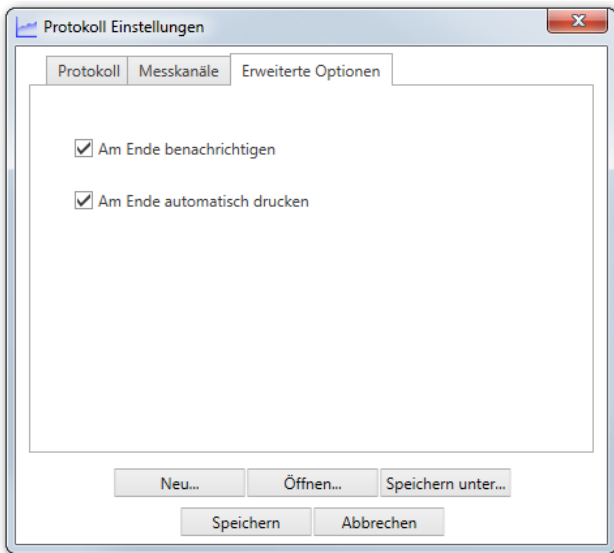 Protokoll Einstellungen
Protokoll Messkanäle Erweiterte Optionen
Am Ende benachrichtigen
Am Ende automatisch drucken
Neu... Öffnen... Speichern unter...
Speichern Abbrechen